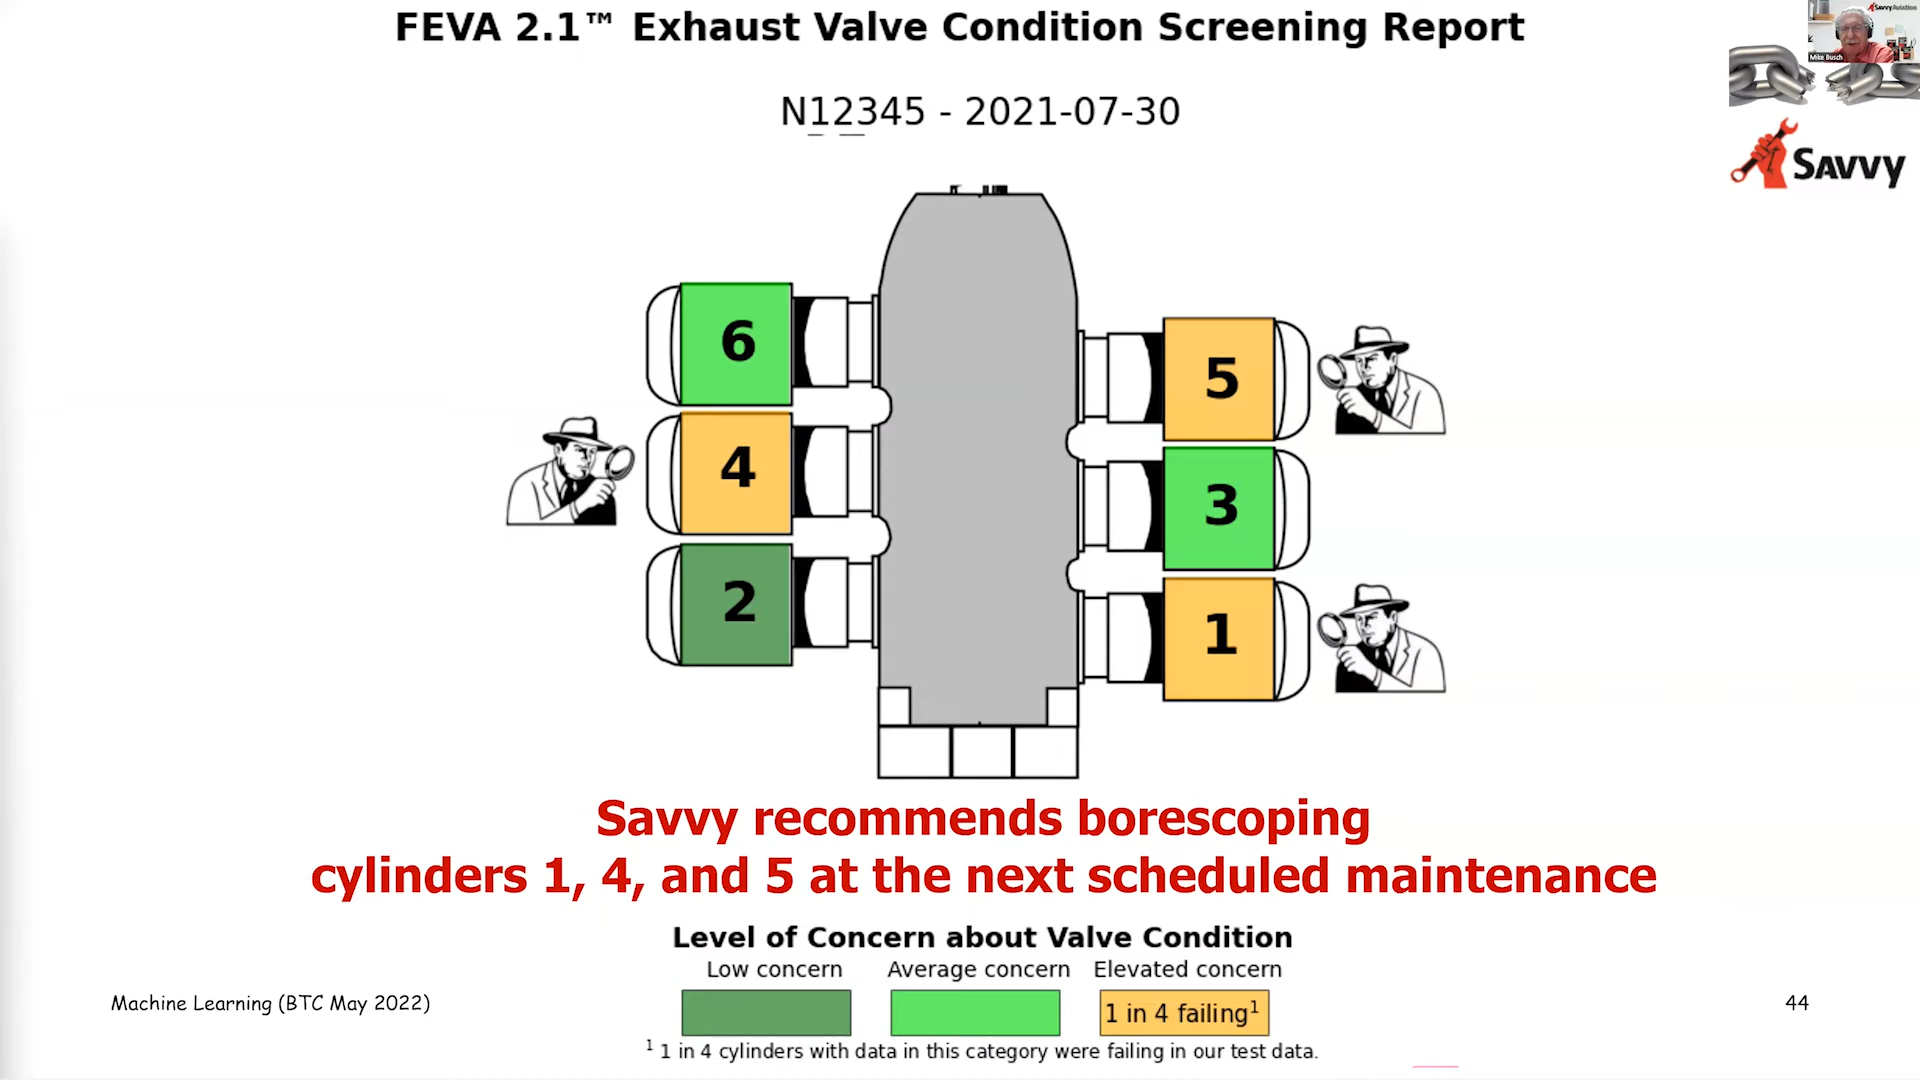 FEVA 2.1™ Exhaust Valve Condition Screening Report
SavvyAviation
Mike Busch
N12345 - 2021-07-30
SAVVY
6
5
4
3
2
1
Savvy recommends borescoping
cylinders 1, 4, and 5 at the next scheduled maintenance
Level of Concern about Valve Condition
Low concern Average concern Elevated concern
1 in 4 failing¹
Machine Learning (BTC May 2022)
44
¹ 1 in 4 cylinders with data in this category were failing in our test data.